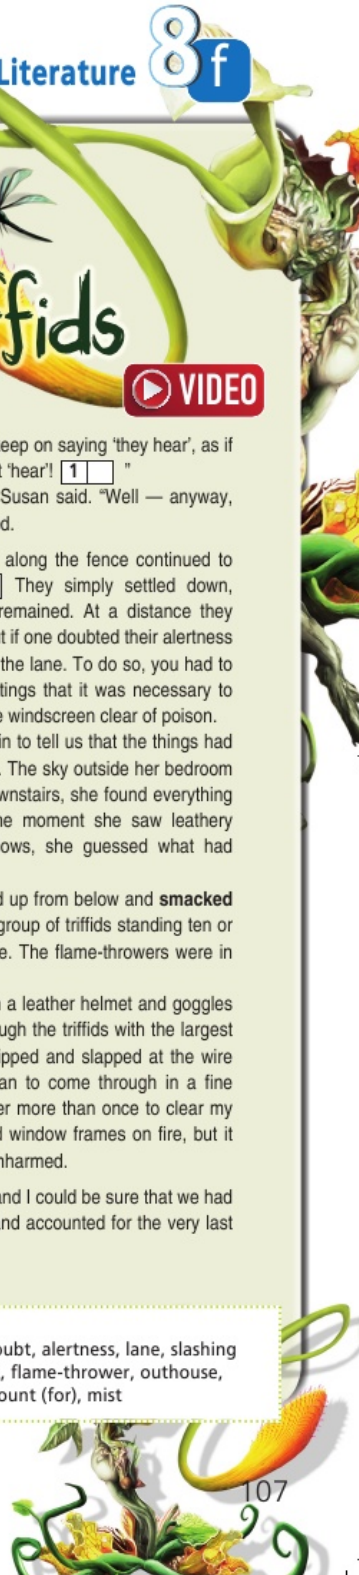 Literature 8f
ffids
VIDEO
eep on saying 'they hear', as if
t 'hear'! 1 "
Susan said. "Well — anyway,
d.
along the fence continued to
They simply settled down,
remained. At a distance they
t if one doubted their alertness
the lane. To do so, you had to
tings that it was necessary to
e windscreen clear of poison.
in to tell us that the things had
. The sky outside her bedroom
wnstairs, she found everything
ne moment she saw leathery
ows, she guessed what had
d up from below and smacked
group of triffids standing ten or
e. The flame-throwers were in
n a leather helmet and goggles
ugh the triffids with the largest
ipped and slapped at the wire
an to come through in a fine
er more than once to clear my
d window frames on fire, but it
nharmed.
and I could be sure that we had
nd accounted for the very last
oubt, alertness, lane, slashing
, flame-thrower, outhouse,
ount (for), mist
107